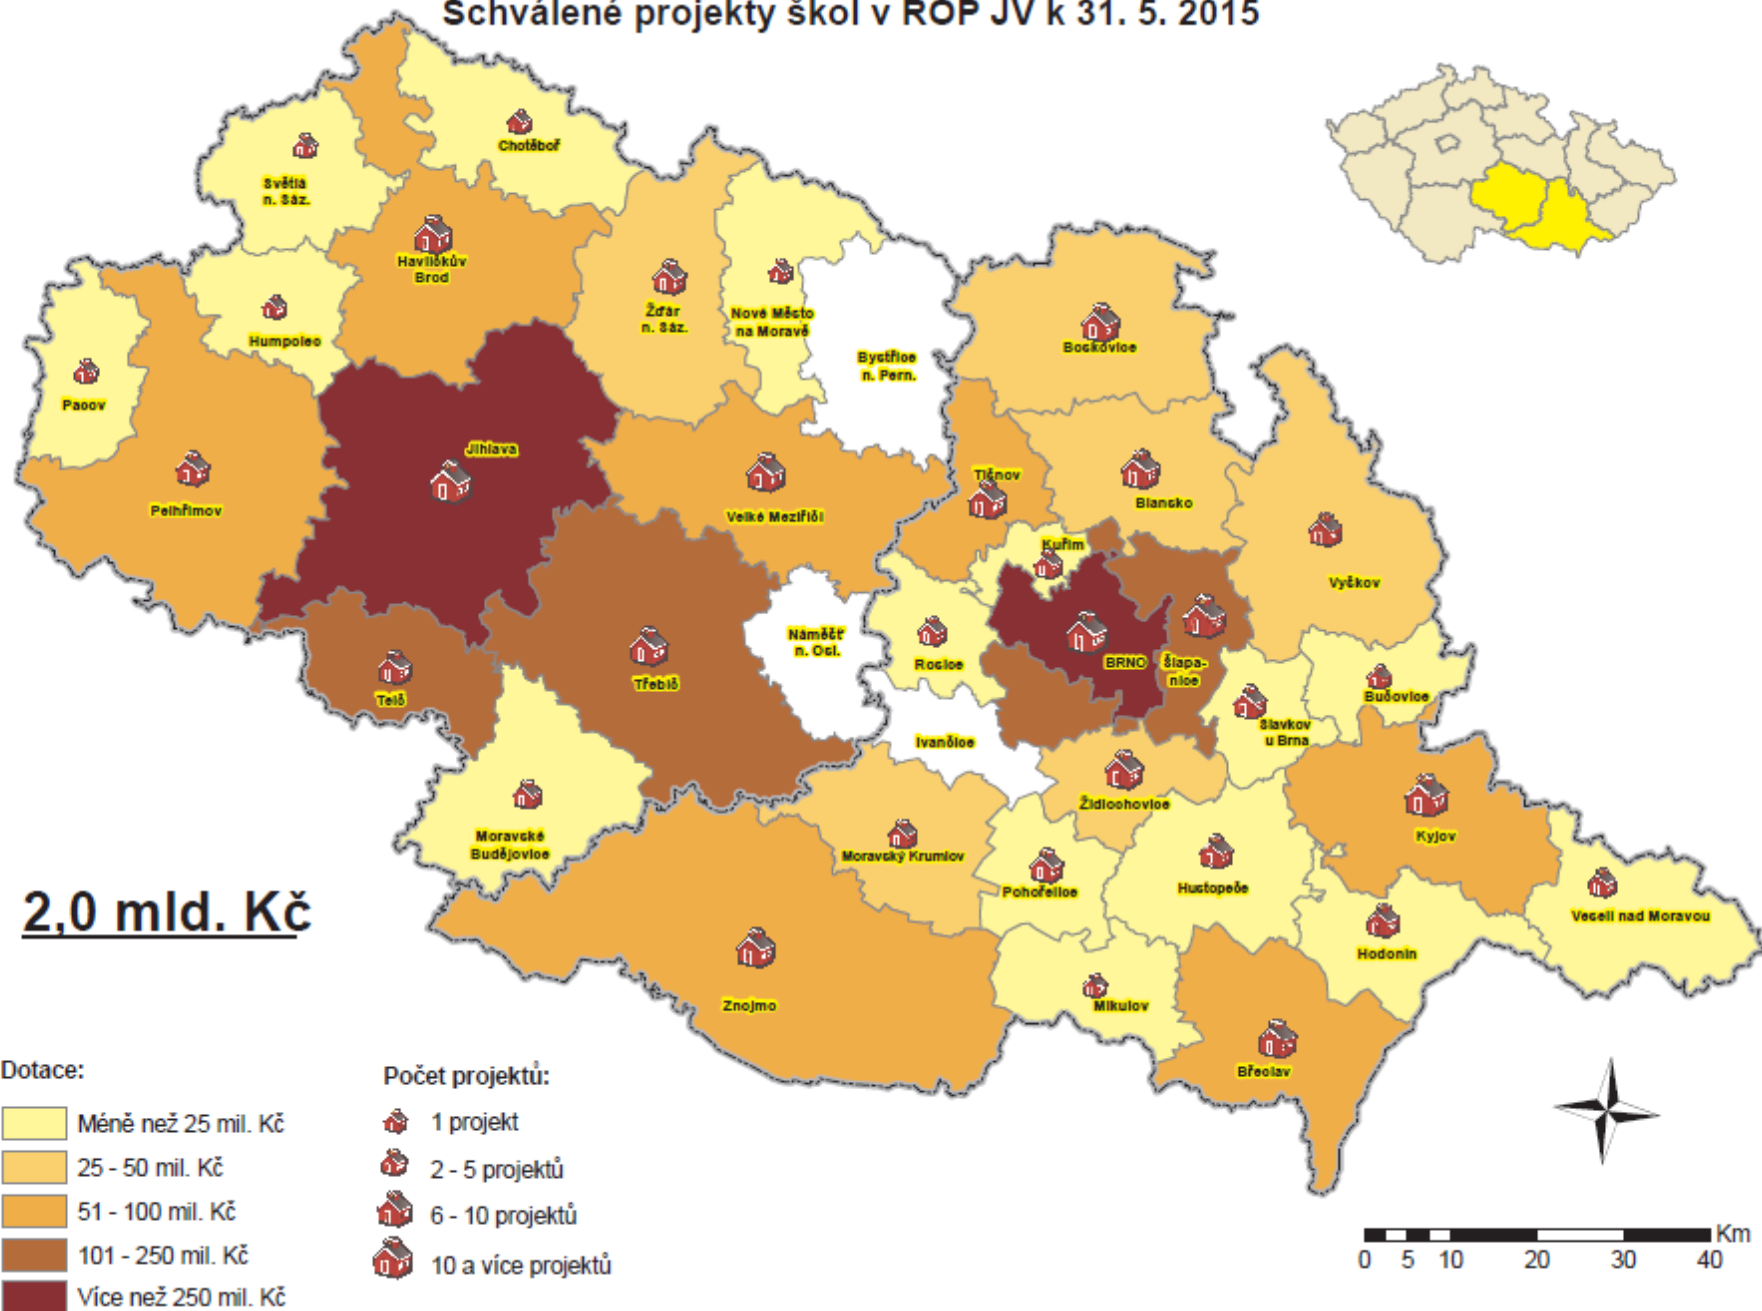 Schválené projekty škol v ROP JV k 31. 5. 2015
Chotěboř
Světlá
n. Sáz.
Havlíčkův
Brod
Žďár
n. Sáz.
Nové Město
na Moravě
Humpolec
Bystřice
n. Pern.
Boskovice
Pacov
Jihlava
Pelhřimov
Velké Meziříčí
Tišnov
Blansko
Kuřim
Vyškov
Náměšť
n. Osl.
Rosice
BRNO
Šlapa-
nice
Třebíč
Telč
Bučovice
Slavkov
u Brna
Ivančice
Židlochovice
Moravské
Budějovice
Moravský Krumlov
Kyjov
Pohořelice
Hustopeče
Veselí nad Moravou
Hodonín
2,0 mld. Kč
Znojmo
Mikulov
Břeclav
Dotace:
Méně než 25 mil. Kč
25 - 50 mil. Kč
51 - 100 mil. Kč
101 - 250 mil. Kč
Více než 250 mil. Kč
Počet projektů:
1 projekt
2 - 5 projektů
6 - 10 projektů
10 a více projektů
Km
0 5 10 20 30 40